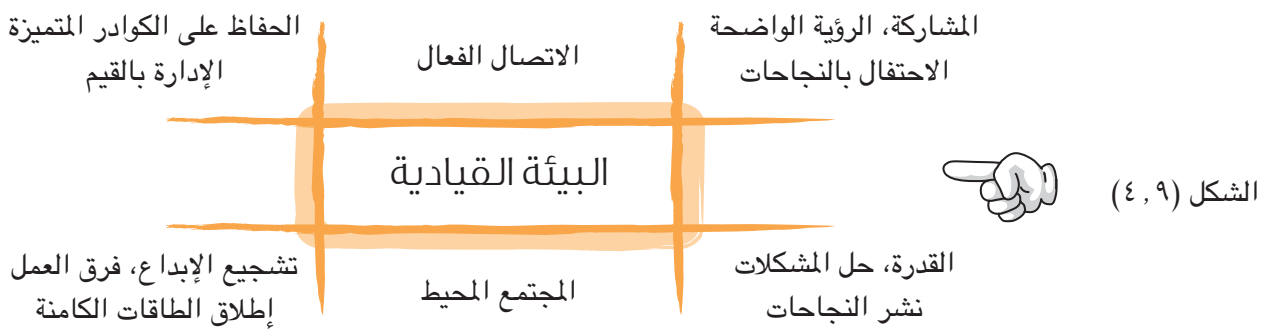 المشاركة، الرؤية الواضحة
الاحتفال بالنجاحات
الاتصال الفعال
الحفاظ على الكوادر المتميزة
الإدارة بالقيم
البيئة القيادية
الشكل (٤,٩)
القدرة، حل المشكلات
نشر النجاحات
المجتمع المحيط
تشجيع الإبداع، فرق العمل
إطلاق الطاقات الكامنة